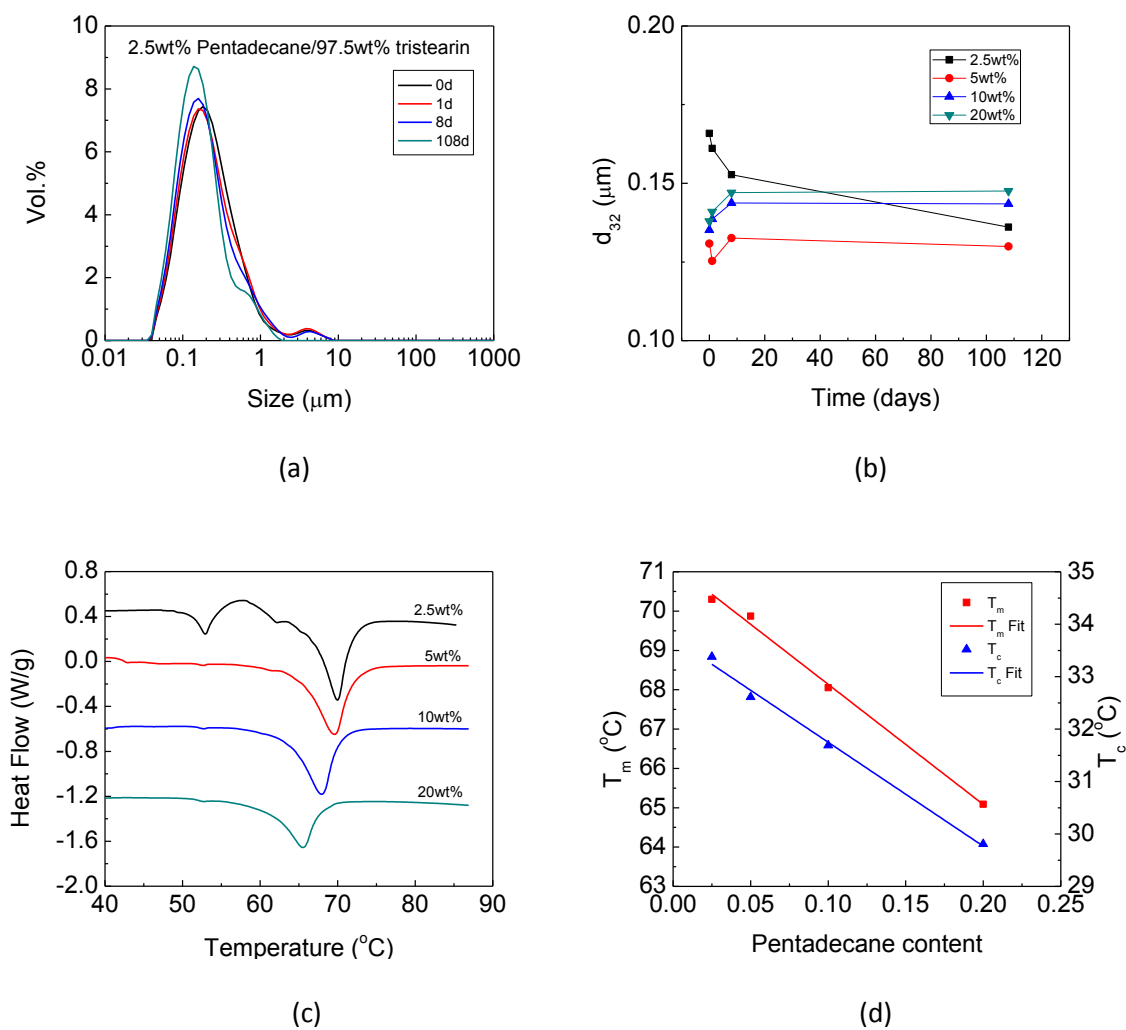 10
8
6
4
2
0
Vol.%
2.5wt% Pentadecane/97.5wt% tristearin
0d
1d
8d
108d
0.01 0.1 1 10 100 1000
Size (μm)
(a)
0.20
0.15
0.10
d32 (μm)
2.5wt%
5wt%
10wt%
20wt%
0 20 40 60 80 100 120
Time (days)
(b)
0.8
0.4
0.0
-0.4
-0.8
-1.2
-1.6
-2.0
Heat Flow (W/g)
2.5wt%
5wt%
10wt%
20wt%
40 50 60 70 80 90
Temperature (°C)
(c)
71
70
69
68
67
66
65
64
63
Tm (°C)
Tm
Tm Fit
Tc
Tc Fit
35
34
33
32
31
30
29
Tc (°C)
0.00 0.05 0.10 0.15 0.20 0.25
Pentadecane content
(d)